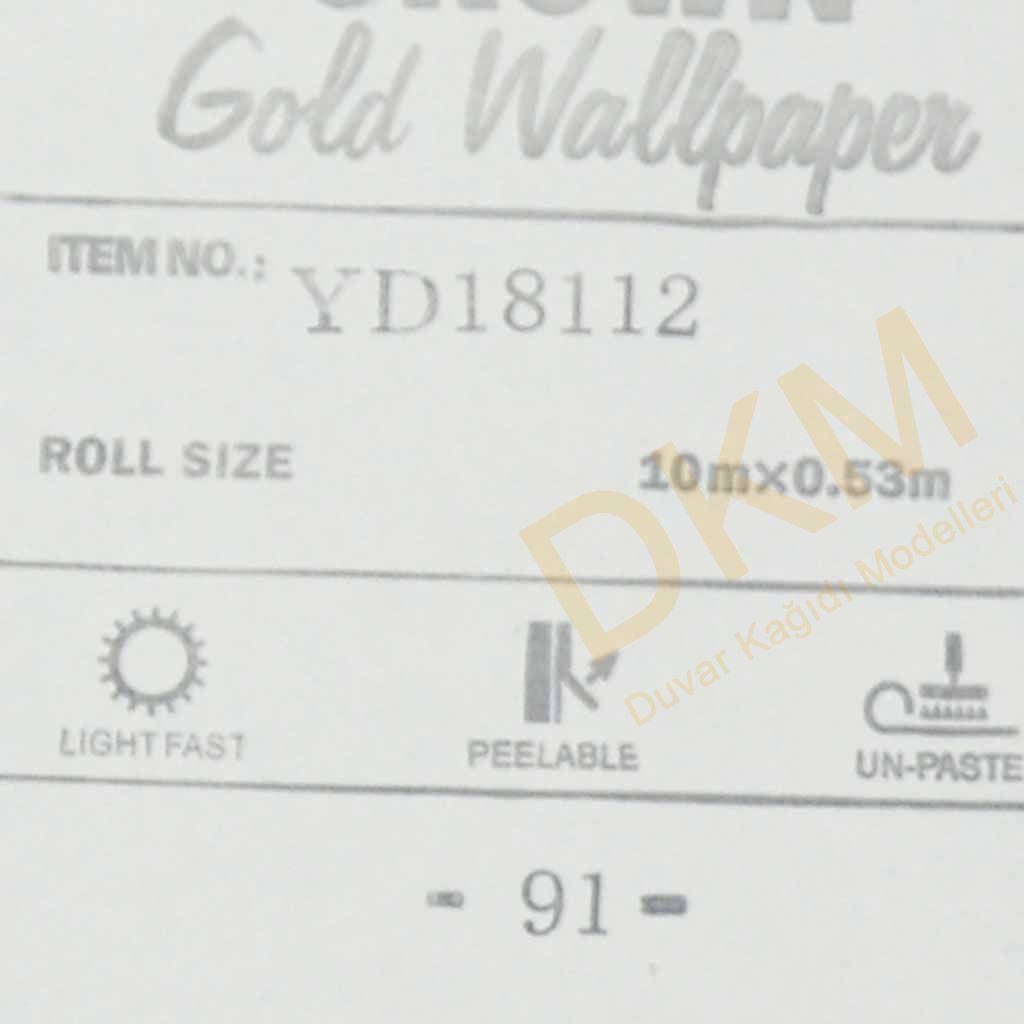 CROWN
Gold Wallpaper
ITEM NO.: YD18112
ROLL SIZE 10m×0.53m
DKM
Duvar Kağıdı Modelleri
LIGHT FAST PEELABLE UN-PASTE
- 91 -